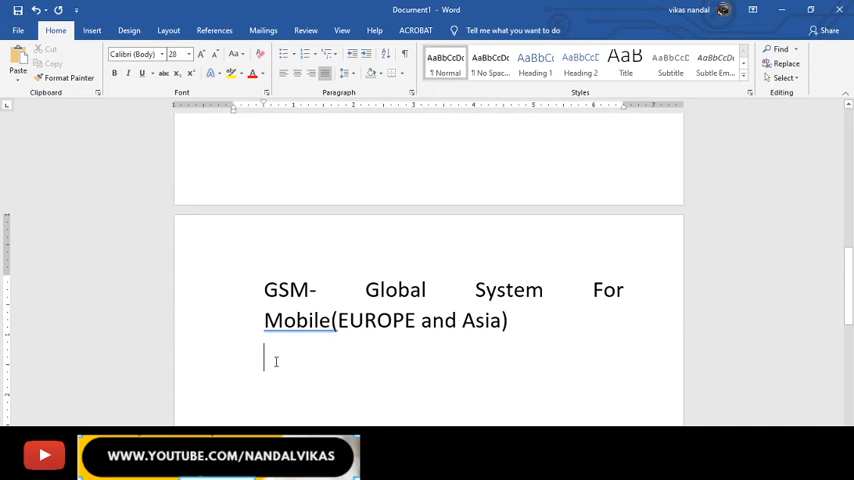 Document1 - Word
vikas nandal
File Home Insert Draw Design Layout References Mailings Review View Help ACROBAT Tell me what you want to do Share
Paste
Cut
Copy
Format Painter
Clipboard
Calibri (Body) 28
Font
Paragraph
AaBbCcDc AaBbCcDc AaBbCc AaBbCcC AaB AaBbCcC AaBbCcDc
¶ Normal ¶ No Spac... Heading 1 Heading 2 Title Subtitle Subtle Em...
Styles
Find
Replace
Select
Editing
GSM- Global System For
Mobile(EUROPE and Asia)
WWW.YOUTUBE.COM/NANDALVIKAS